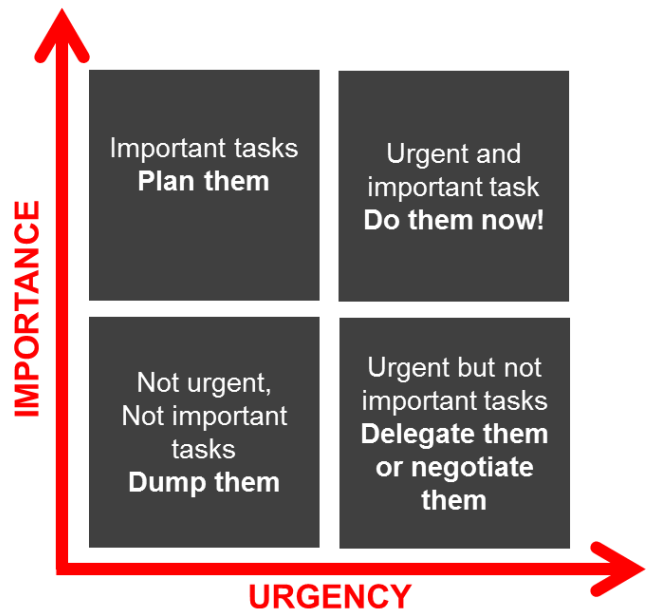 IMPORTANCE
Important tasks
Plan them
Urgent and
important task
Do them now!
Not urgent,
Not important
tasks
Dump them
Urgent but not
important tasks
Delegate them
or negotiate
them
URGENCY